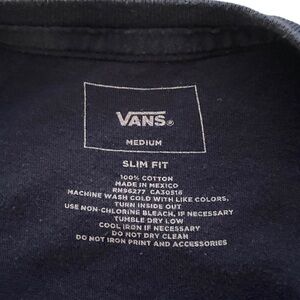 VANS®
MEDIUM
SLIM FIT
100% COTTON
MADE IN MEXICO
RN96277 CA30516
MACHINE WASH COLD WITH LIKE COLORS,
TURN INSIDE OUT
USE NON-CHLORINE BLEACH, IF NECESSARY
TUMBLE DRY LOW
COOL IRON IF NECESSARY
DO NOT DRY CLEAN
DO NOT IRON PRINT AND ACCESSORIES